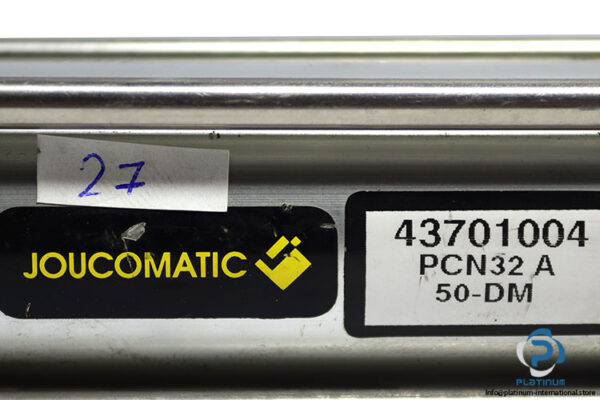 27
JOUCOMATIC
43701004
PCN32 A
50-DM
PLATINUM
info@platinum-international.store